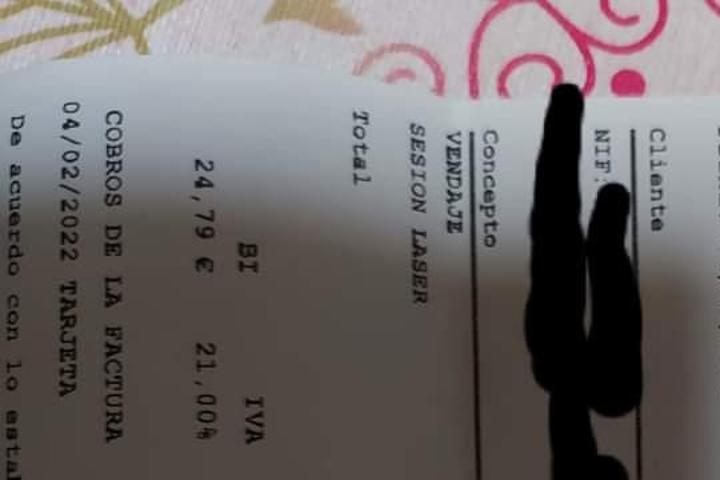 Cliente
NIF:
Concepto
VENDAJE
SESION LASER
Total
BI IVA
24,79 € 21,00%
COBROS DE LA FACTURA
04/02/2022 TARJETA
De acuerdo con lo